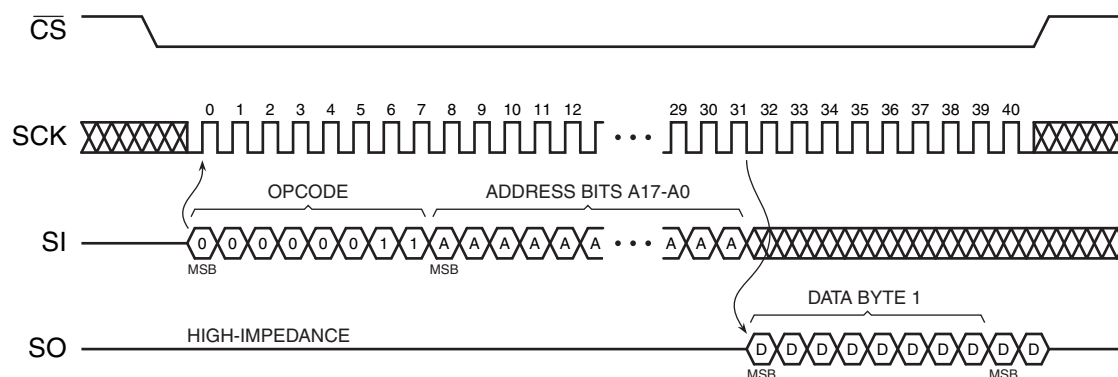 CS
0 1 2 3 4 5 6 7 8 9 10 11 12 29 30 31 32 33 34 35 36 37 38 39 40
SCK
OPCODE ADDRESS BITS A17-A0
SI 0 0 0 0 0 0 1 1 A A A A A A A A A
MSB MSB
DATA BYTE 1
HIGH-IMPEDANCE
SO D D D D D D D D D D
MSB MSB